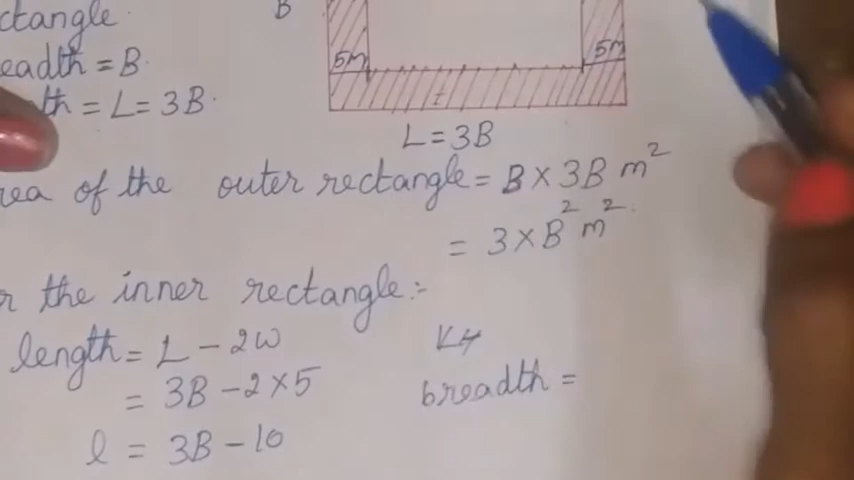 ctangle.
B
eadth = B.
5m
5m
th = L = 3B.
L = 3B
rea of the outer rectangle = B × 3B m²
= 3 × B² m².
r the inner rectangle :-
length = L - 2w
= 3B - 2 × 5
breadth =
l = 3B - 10